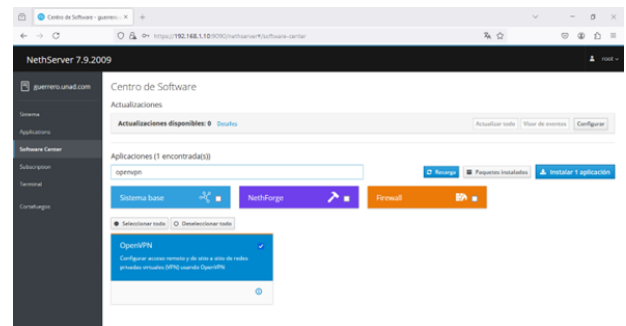 Centro de Software - guerrero.u
https://192.168.1.10:9090/nethserver#/software-center
NethServer 7.9.2009
root
guerrero.unad.com
Sistema
Applications
Software Center
Subscription
Terminal
Cortafuegos
Centro de Software
Actualizaciones
Actualizaciones disponibles: 0 Detalles
Actualizar todo Visor de eventos Configurar
Aplicaciones (1 encontrada(s))
openvpn
Recarga Paquetes instalados Instalar 1 aplicación
Sistema base NethForge Firewall
Seleccionar todo Deseleccionar todo
OpenVPN
Configurar acceso remoto y de sitio a sitio de redes
privadas virtuales (VPN) usando OpenVPN